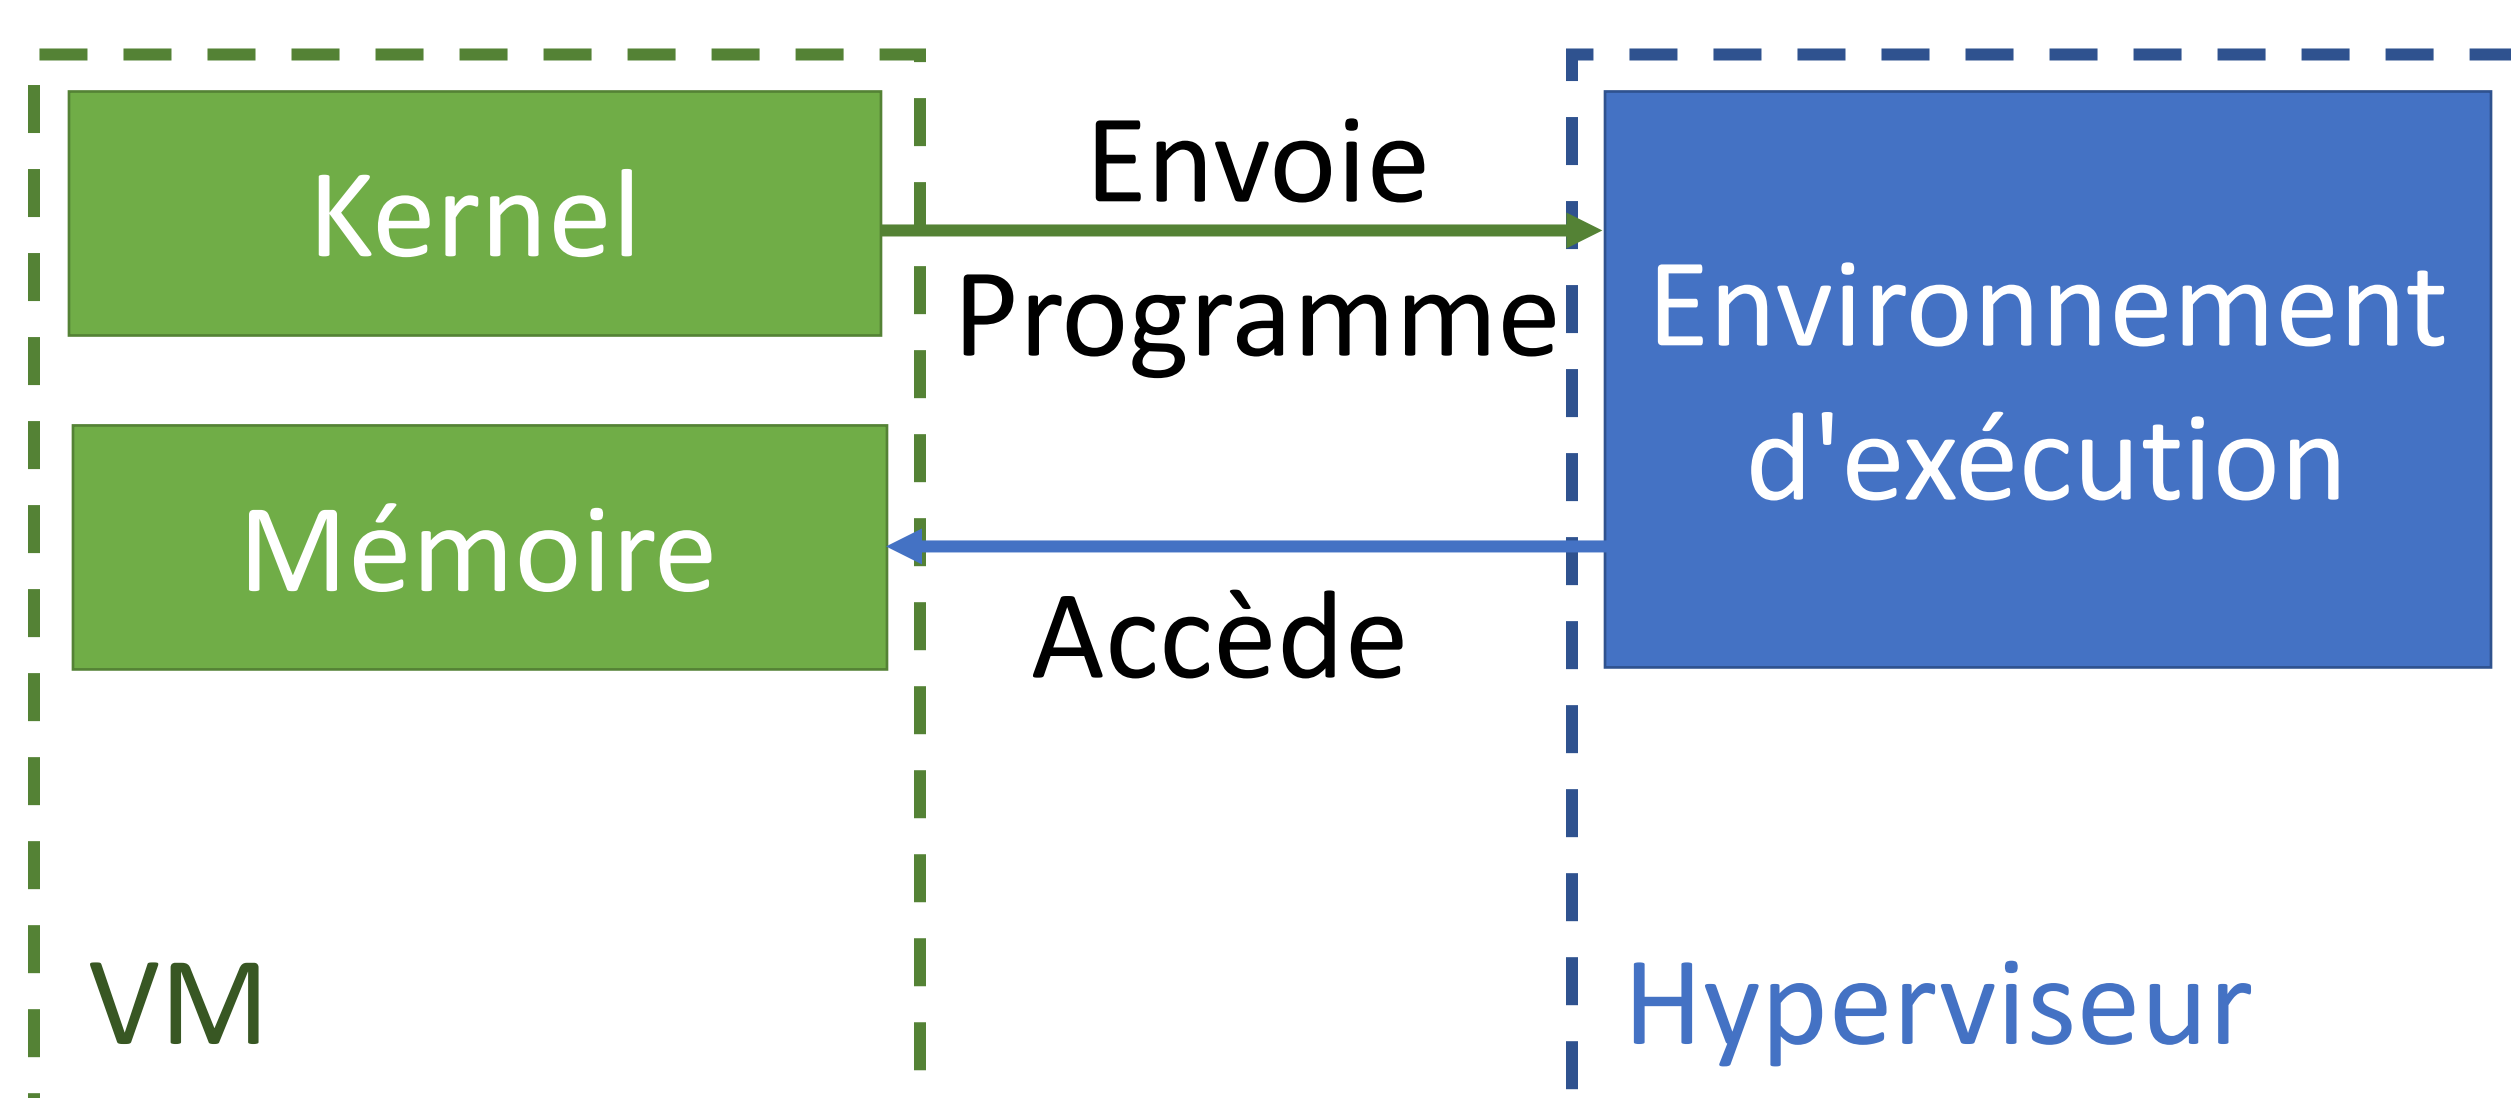 Kernel
Envoie
Programme
Environnement
d'exécution
Mémoire
Accède
VM
Hyperviseur